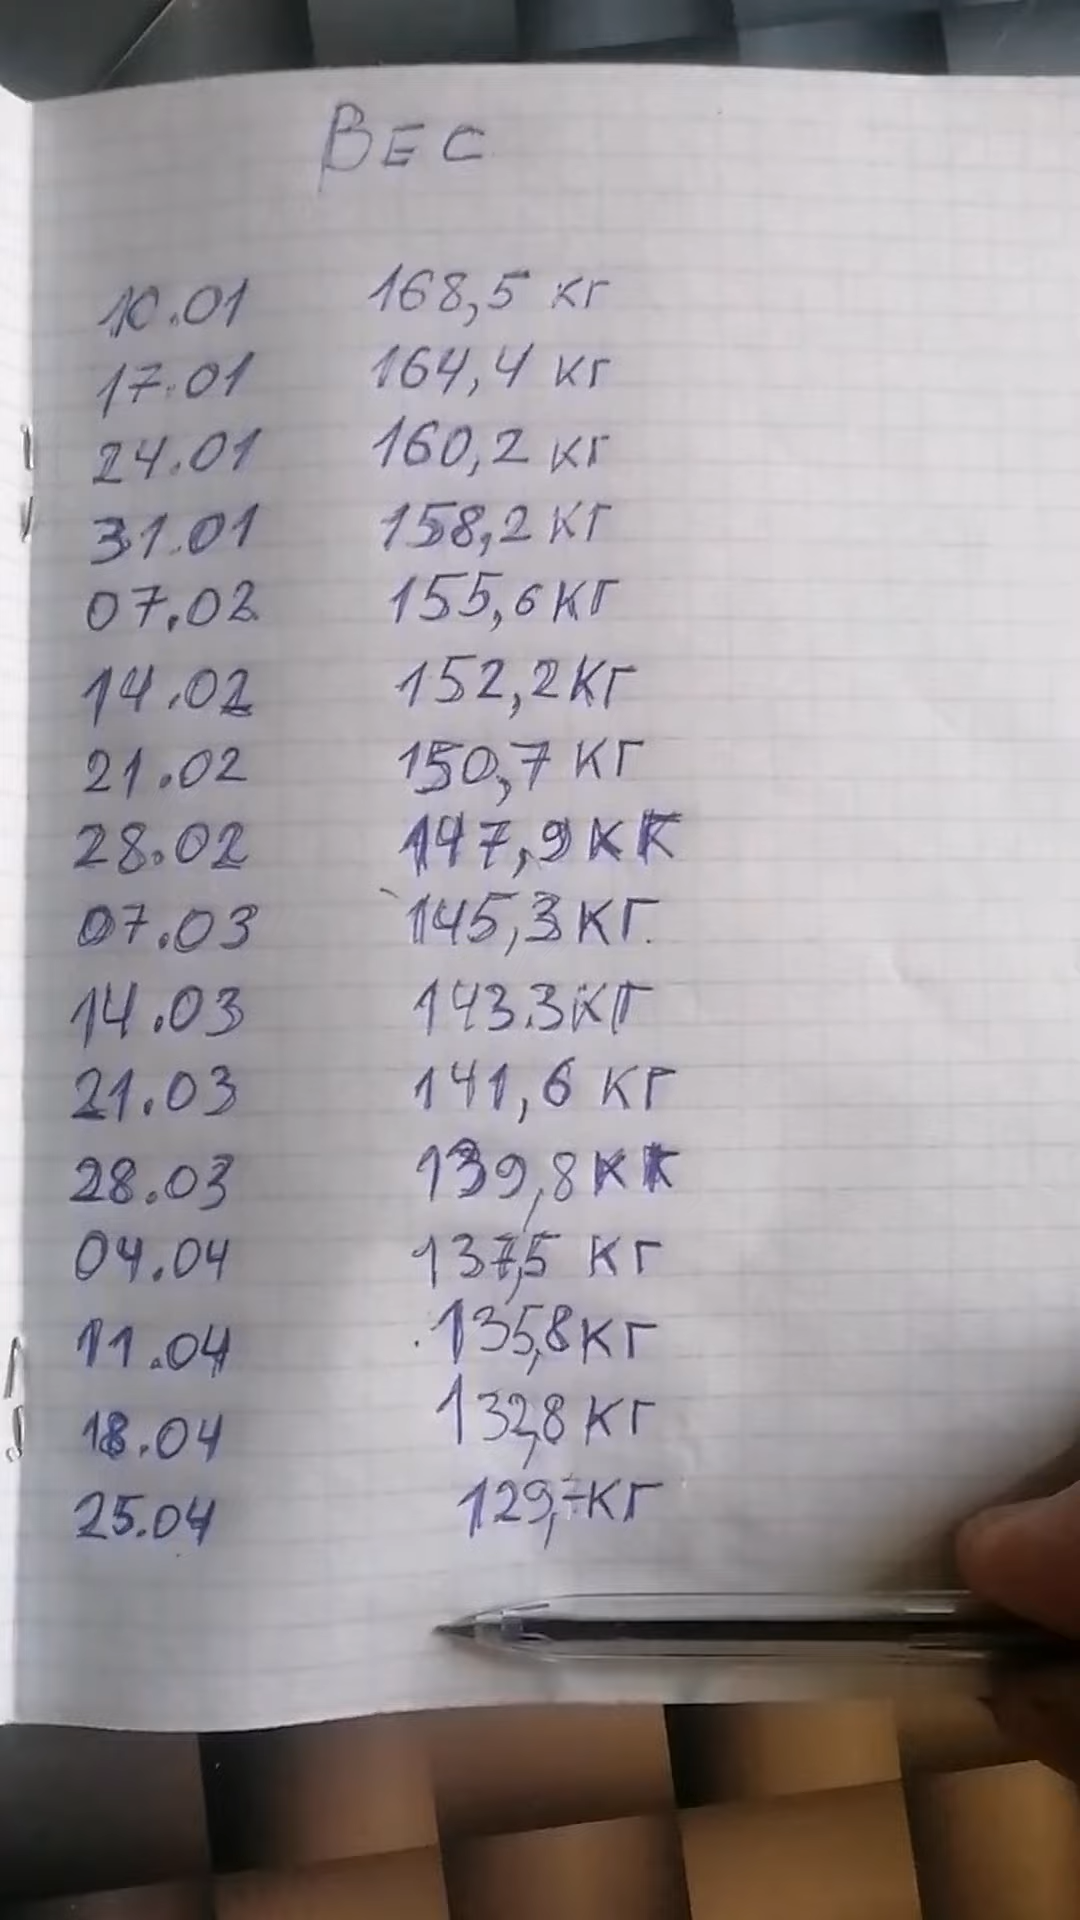 ВЕС
10.01 168,5 кг
17.01 164,4 кг
24.01 160,2 кг
31.01 158,2 кг
07.02 155,6 кг
14.02 152,2 кг
21.02 150,7 кг
28.02 147,9 кг
07.03 145,3 кг.
14.03 143.3 кг
21.03 141,6 кг
28.03 139,8 кг
04.04 137,5 кг
11.04 135,8 кг
18.04 132,8 кг
25.04 129,7 кг